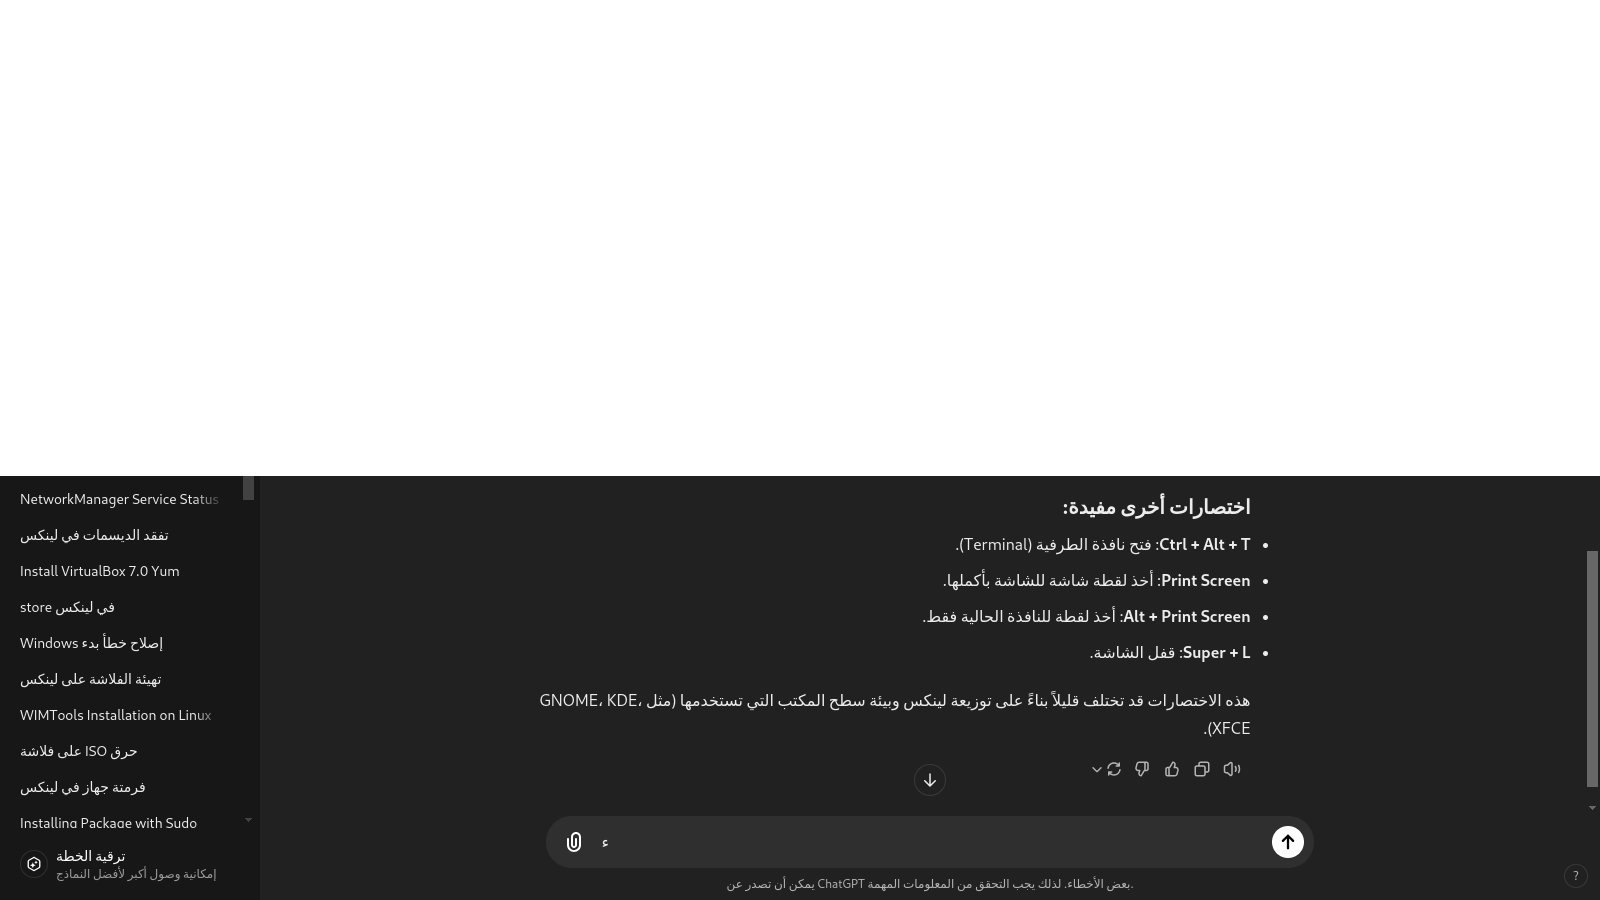 NetworkManager Service Status
تفقد الديسمات في لينكس
Install VirtualBox 7.0 Yum
store في لينكس
إصلاح خطأ بدء Windows
تهيئة الفلاشة على لينكس
WIMTools Installation on Linux
حرق ISO على فلاشة
فرمتة جهاز في لينكس
Installing Package with Sudo
ترقية الخطة
إمكانية وصول أكبر لأفضل النماذج
اختصارات أخرى مفيدة:
Ctrl + Alt + T: فتح نافذة الطرفية (Terminal).
Print Screen: أخذ لقطة شاشة للشاشة بأكملها.
Alt + Print Screen: أخذ لقطة للنافذة الحالية فقط.
Super + L: قفل الشاشة.
هذه الاختصارات قد تختلف قليلاً بناءً على توزيعة لينكس وبيئة سطح المكتب التي تستخدمها (مثل GNOME، KDE،
XFCE).
ء
يمكن أن تصدر عن ChatGPT بعض الأخطاء. لذلك يجب التحقق من المعلومات المهمة.
?